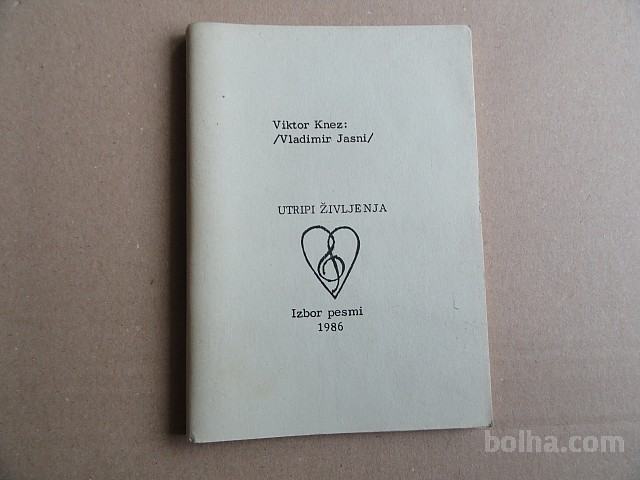 Viktor Knez:
/Vladimir Jasni/
UTRIPI ŽIVLJENJA
Izbor pesmi
1986
bolha.com